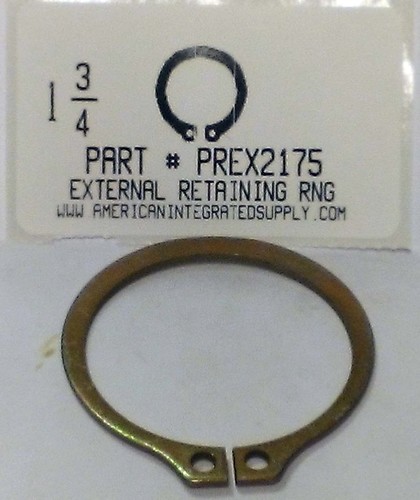 1 3/4
PART # PREX2175
EXTERNAL RETAINING RNG
WWW AMERICANINTEGRATEDSUPPLY.COM